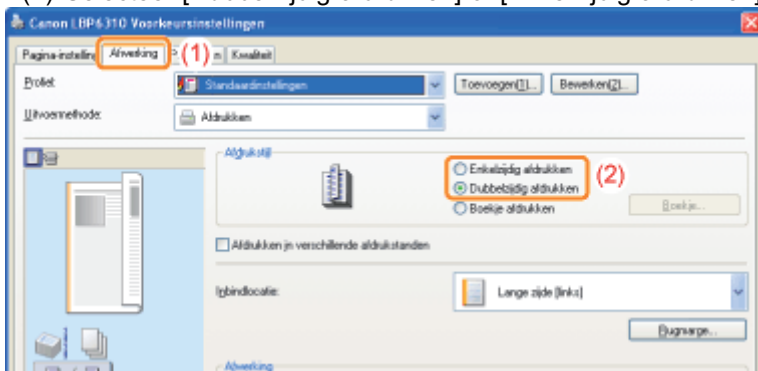 Canon LBP6310 Voorkeursinstellingen
Afwerking (1) Kwaliteit
Profiel: Standaardinstellingen Toevoegen(1)... Bewerken(2)...
Uitvoermethode: Afdrukken
Afdrukstijl
Enkelzijdig afdrukken
(2)
Dubbelzijdig afdrukken
Boekje afdrukken Boekje...
Afdrukken in verschillende afdrukstanden
Inbindlocatie: Lange zijde [links]
Rugmarge...
Afwerking